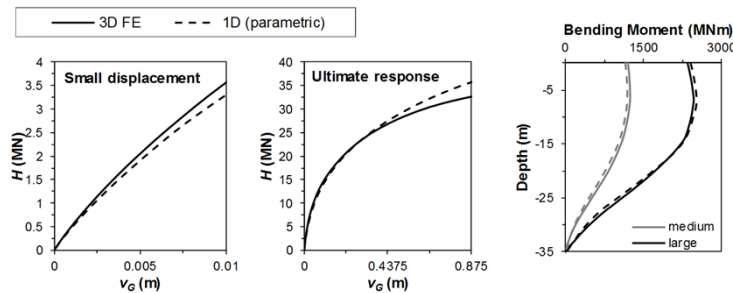 3D FE 1D (parametric)
Small displacement
H (MN)
4
3.5
3
2.5
2
1.5
1
0.5
0
0 0.005 0.01
v_G (m)
Ultimate response
H (MN)
40
35
30
25
20
15
10
5
0
0 0.4375 0.875
v_G (m)
Bending Moment (MNm)
0 1500 3000
Depth (m)
-5
-15
-25
-35
medium
large